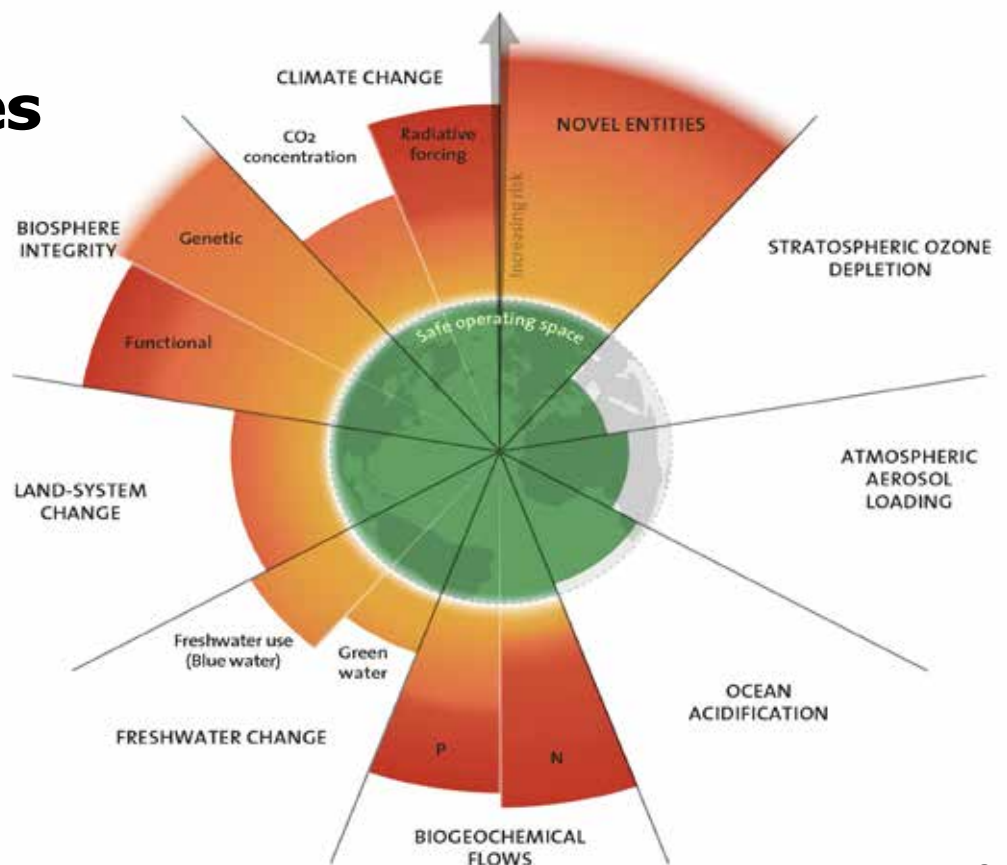 es
CLIMATE CHANGE
CO2
concentration
Radiative
forcing
NOVEL ENTITIES
Increasing risk
BIOSPHERE
INTEGRITY
Genetic
Functional
STRATOSPHERIC OZONE
DEPLETION
Safe operating space
LAND-SYSTEM
CHANGE
ATMOSPHERIC
AEROSOL
LOADING
Freshwater use
(Blue water)
Green
water
FRESHWATER CHANGE
OCEAN
ACIDIFICATION
P
N
BIOGEOCHEMICAL
FLOWS